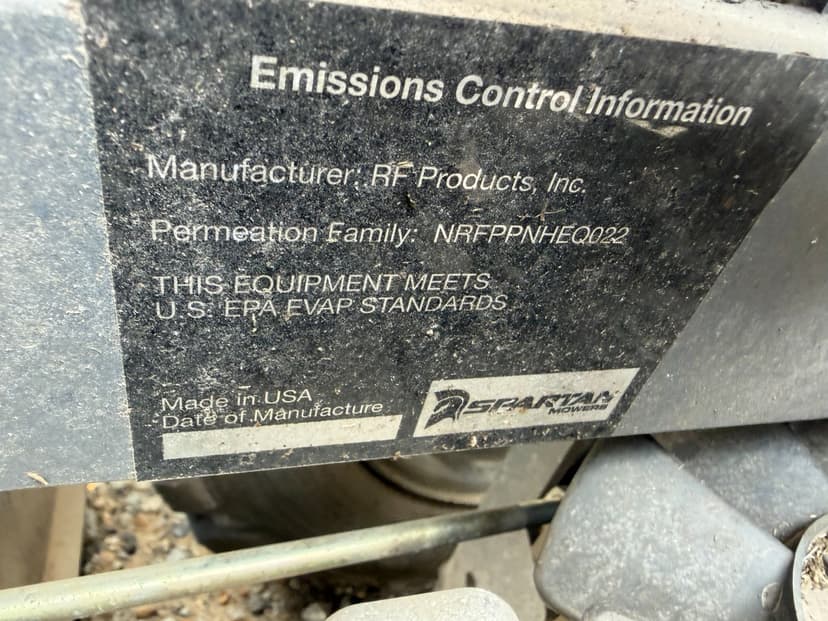 Emissions Control Information
Manufacturer: RF Products, Inc.
Permeation Family: NRFPPNHEQ022
THIS EQUIPMENT MEETS
U.S. EPA EVAP STANDARDS
Made in USA
Date of Manufacture
SPARTAN
MOWERS